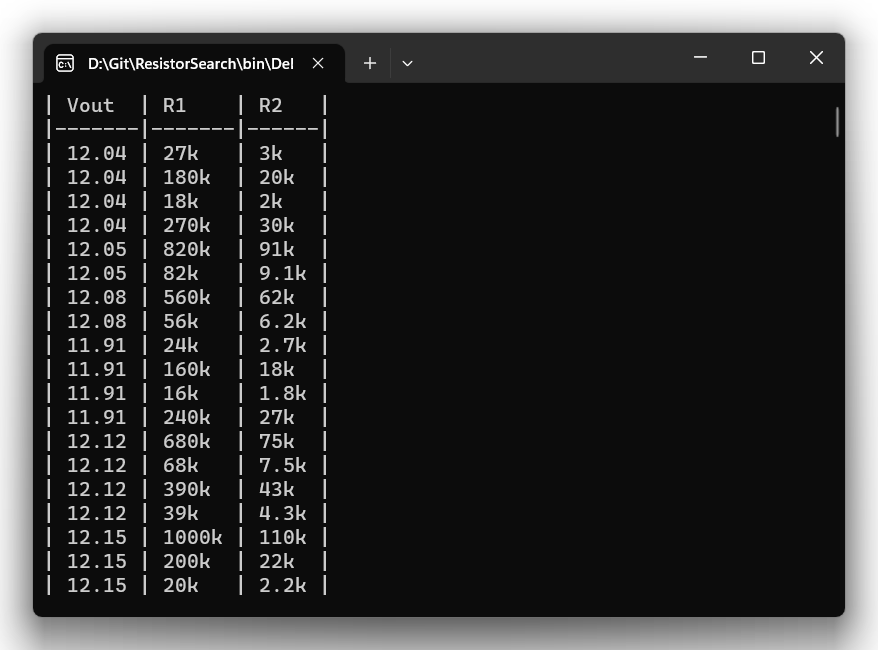 D:\Git\ResistorSearch\bin\Del
| Vout  | R1    | R2   |
|-------|-------|------|
| 12.04 | 27k   | 3k   |
| 12.04 | 180k  | 20k  |
| 12.04 | 18k   | 2k   |
| 12.04 | 270k  | 30k  |
| 12.05 | 820k  | 91k  |
| 12.05 | 82k   | 9.1k |
| 12.08 | 560k  | 62k  |
| 12.08 | 56k   | 6.2k |
| 11.91 | 24k   | 2.7k |
| 11.91 | 160k  | 18k  |
| 11.91 | 16k   | 1.8k |
| 11.91 | 240k  | 27k  |
| 12.12 | 680k  | 75k  |
| 12.12 | 68k   | 7.5k |
| 12.12 | 390k  | 43k  |
| 12.12 | 39k   | 4.3k |
| 12.15 | 1000k | 110k |
| 12.15 | 200k  | 22k  |
| 12.15 | 20k   | 2.2k |